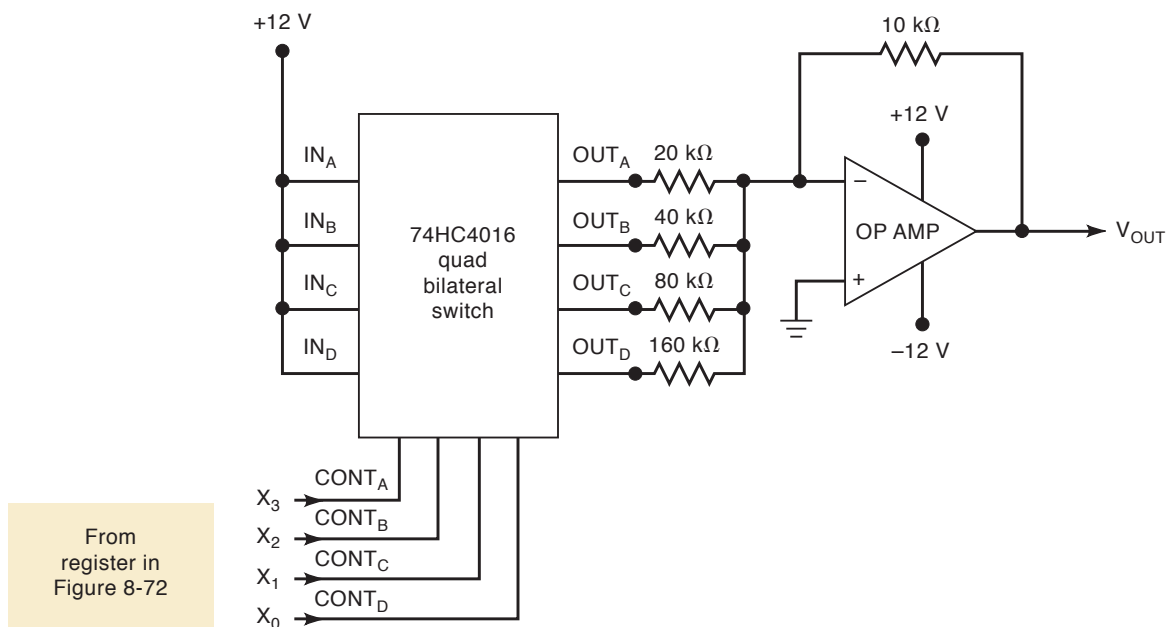 +12 V
10 kΩ
+12 V
IN_A
OUT_A
20 kΩ
−
IN_B
OUT_B
40 kΩ
74HC4016
quad
bilateral
switch
OP AMP
V_OUT
IN_C
OUT_C
80 kΩ
+
IN_D
OUT_D
160 kΩ
–12 V
X_3
CONT_A
X_2
CONT_B
X_1
CONT_C
X_0
CONT_D
From
register in
Figure 8-72